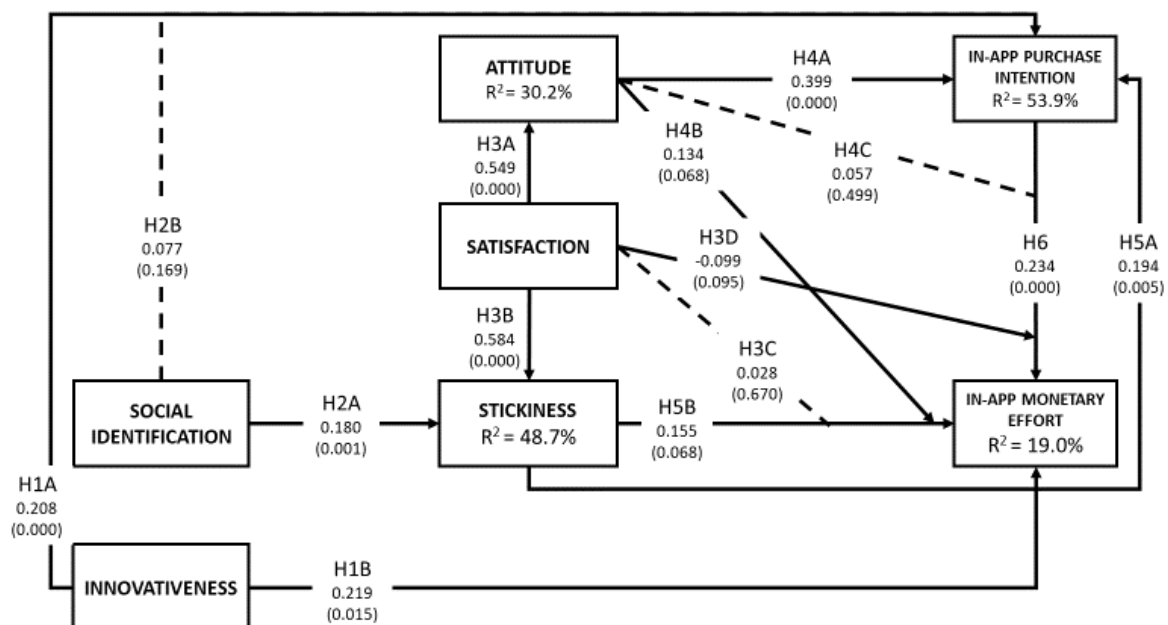 ATTITUDE
R² = 30.2%
H4A
0.399
(0.000)
IN-APP PURCHASE
INTENTION
R² = 53.9%
H3A
0.549
(0.000)
H4B
0.134
(0.068)
H4C
0.057
(0.499)
H2B
0.077
(0.169)
SATISFACTION
H3D
-0.099
(0.095)
H6
0.234
(0.000)
H5A
0.194
(0.005)
H3B
0.584
(0.000)
H3C
0.028
(0.670)
SOCIAL
IDENTIFICATION
H2A
0.180
(0.001)
STICKINESS
R² = 48.7%
H5B
0.155
(0.068)
IN-APP MONETARY
EFFORT
R² = 19.0%
H1A
0.208
(0.000)
INNOVATIVENESS
H1B
0.219
(0.015)